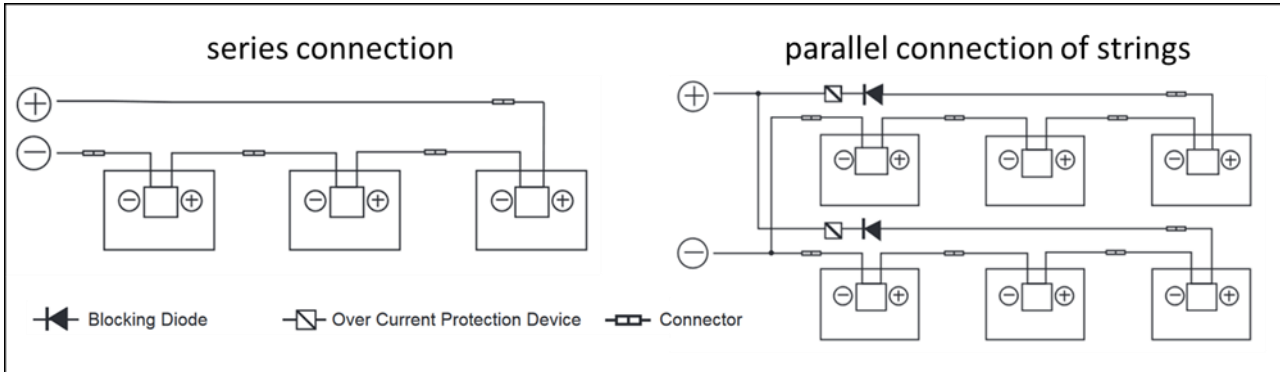 series connection
parallel connection of strings
Blocking Diode
Over Current Protection Device
Connector